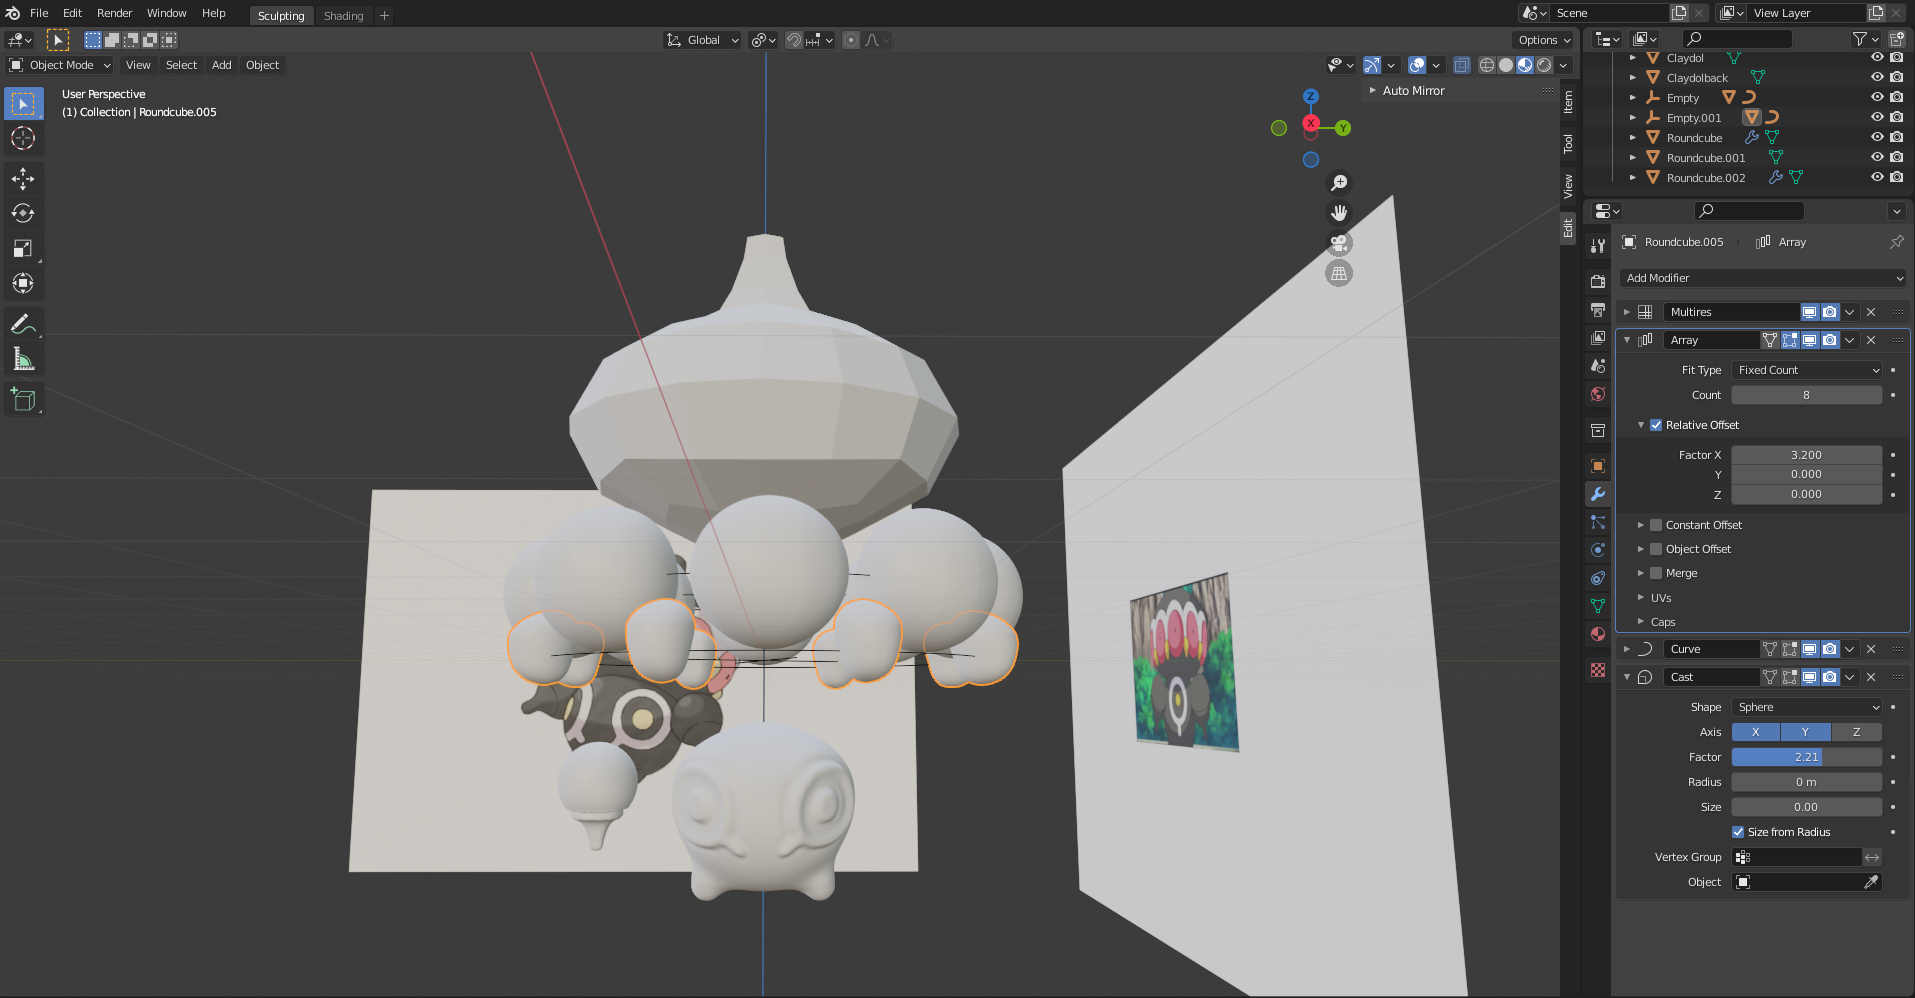 File Edit Render Window Help Sculpting Shading + Scene View Layer
Global Options
Object Mode View Select Add Object
User Perspective
(1) Collection | Roundcube.005
Z
X
Y
Auto Mirror
Item
Tool
View
Edit
Claydol
Claydolback
Empty
Empty.001
Roundcube
Roundcube.001
Roundcube.002
Roundcube.005 Array
Add Modifier
Multires
Array
Fit Type Fixed Count
Count 8
Relative Offset
Factor X 3.200
Y 0.000
Z 0.000
Constant Offset
Object Offset
Merge
UVs
Caps
Curve
Cast
Shape Sphere
Axis X Y Z
Factor 2.21
Radius 0 m
Size 0.00
Size from Radius
Vertex Group
Object